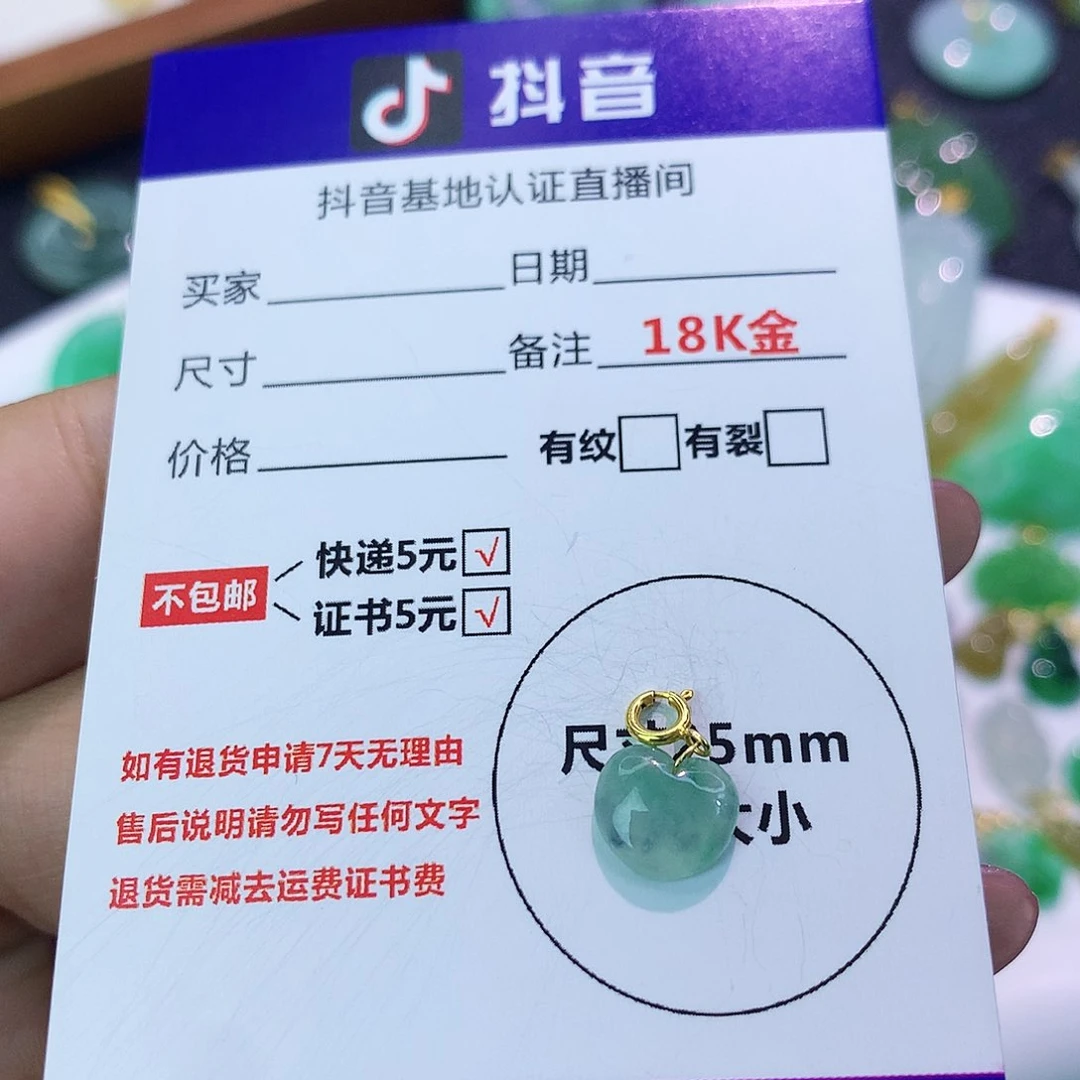 抖音
抖音基地认证直播间
买家 日期
尺寸 备注 18K金
价格 有纹 有裂
不包邮
快递5元 √
证书5元 √
如有退货申请7天无理由
售后说明请勿写任何文字
退货需减去运费证书费
尺寸 5mm
大小